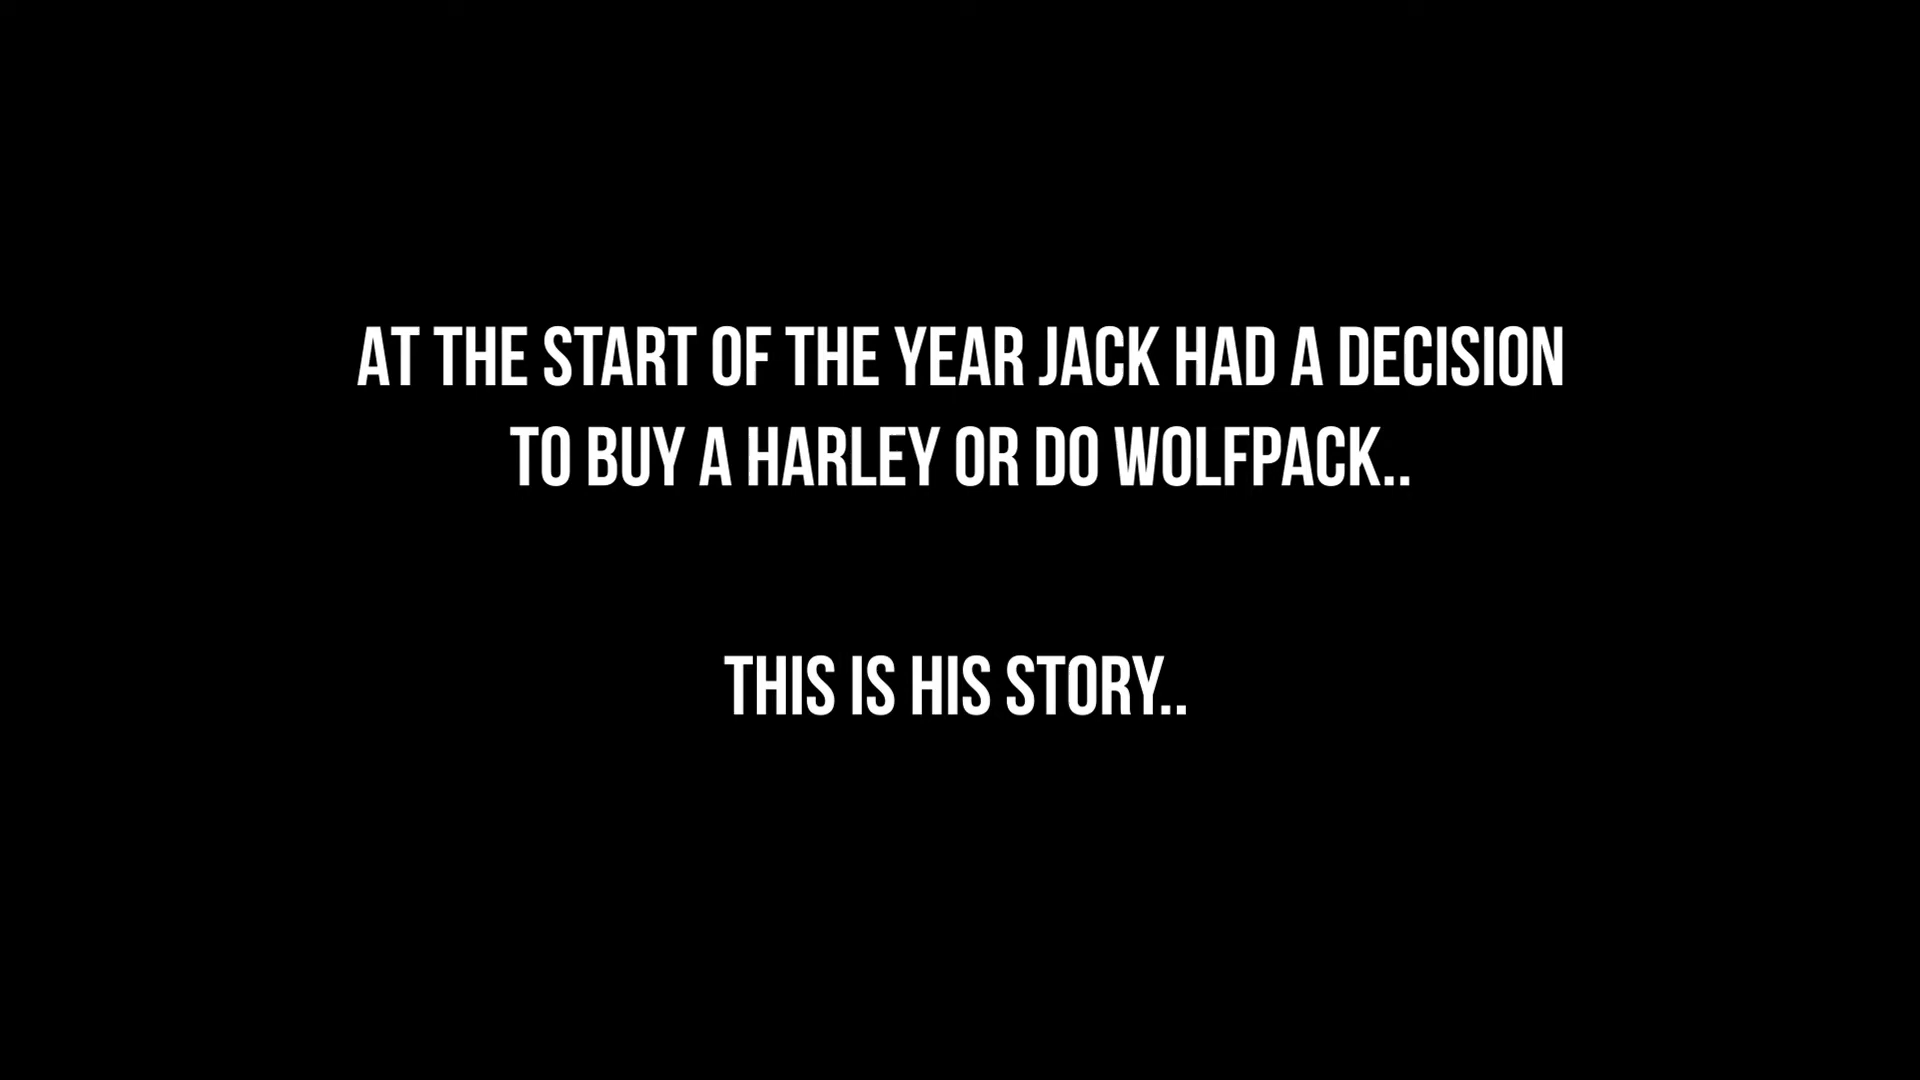 AT THE START OF THE YEAR JACK HAD A DECISION
TO BUY A HARLEY OR DO WOLFPACK..
THIS IS HIS STORY..